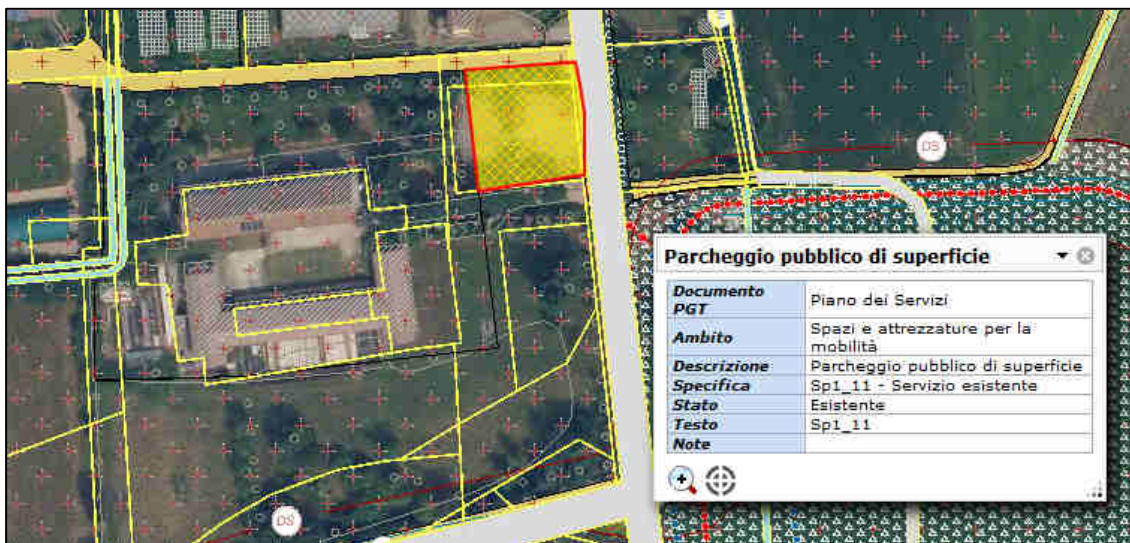 DS
Parcheggio pubblico di superficie
Documento PGT Piano dei Servizi
Ambito Spazi e attrezzature per la mobilità
Descrizione Parcheggio pubblico di superficie
Specifica Sp1_11 - Servizio esistente
Stato Esistente
Testo Sp1_11
Note
DS